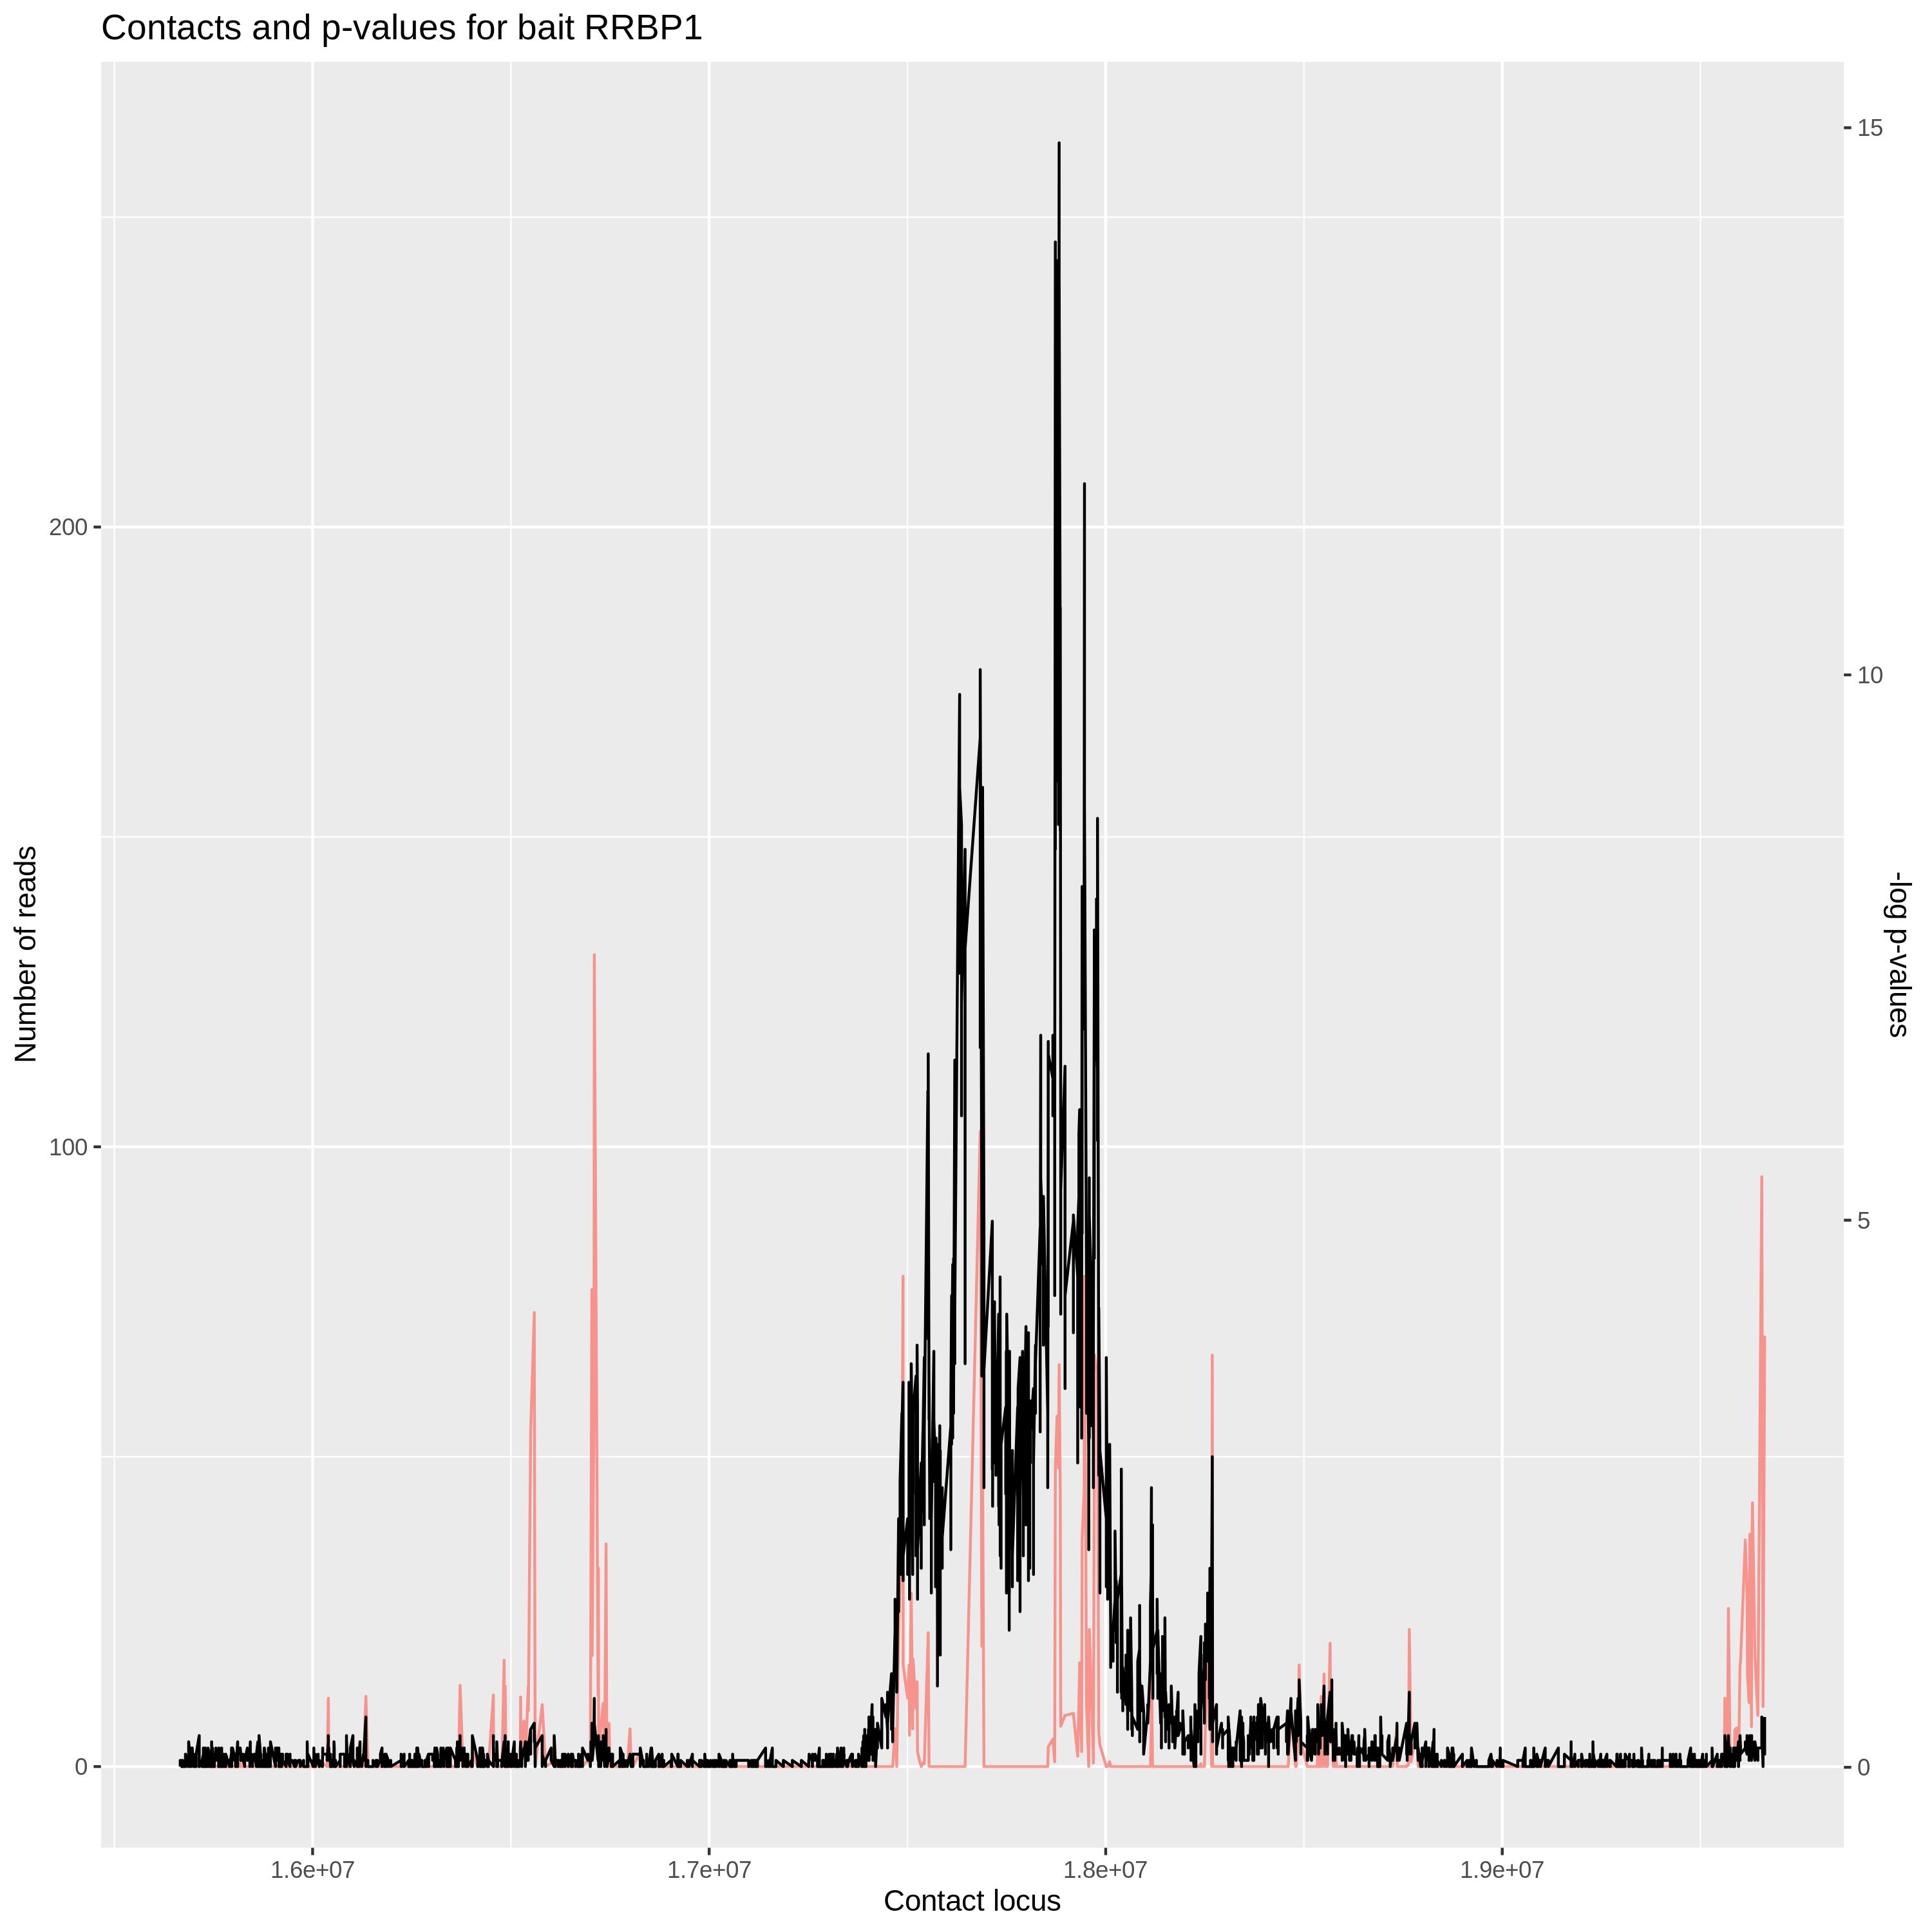 Contacts and p-values for bait RRBP1
15
200
10
Number of reads
-log p-values
100
5
0
0
1.6e+07
1.7e+07
1.8e+07
1.9e+07
Contact locus